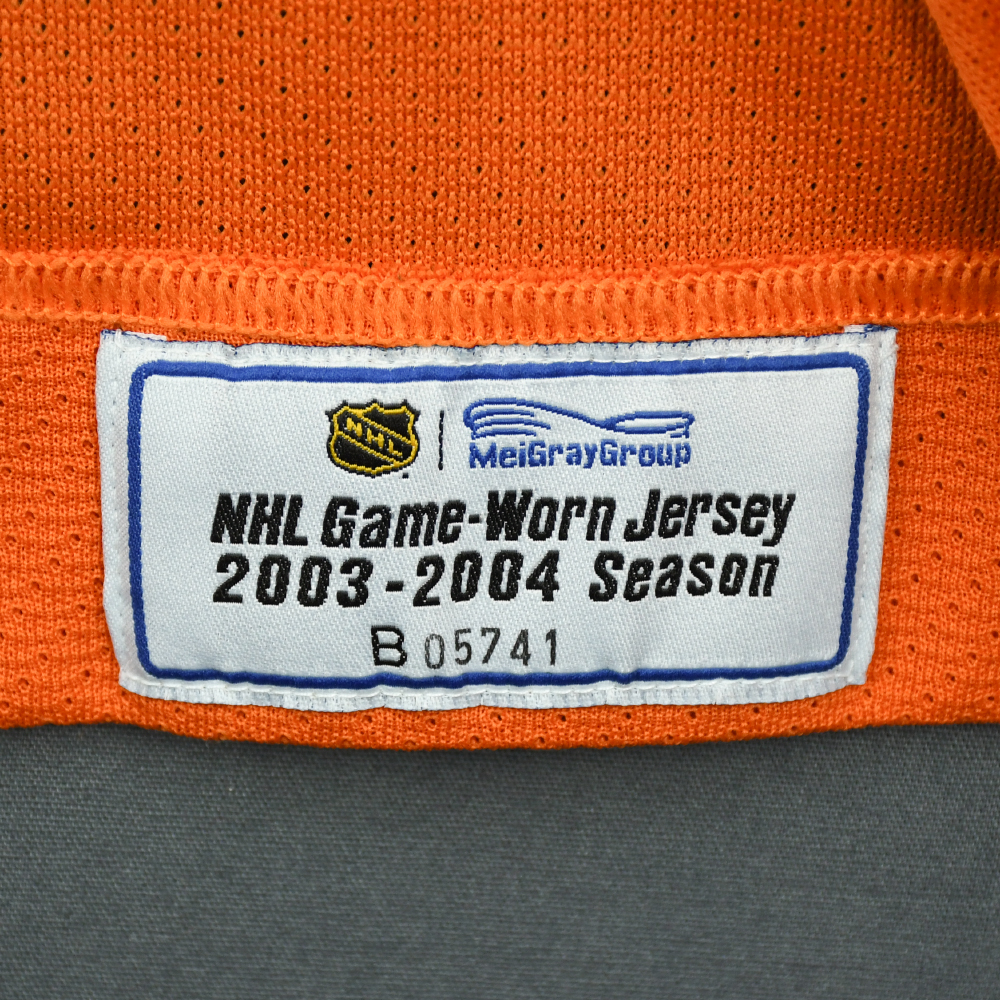 NHL MeiGrayGroup
NHL Game-Worn Jersey
2003-2004 Season
B 05741